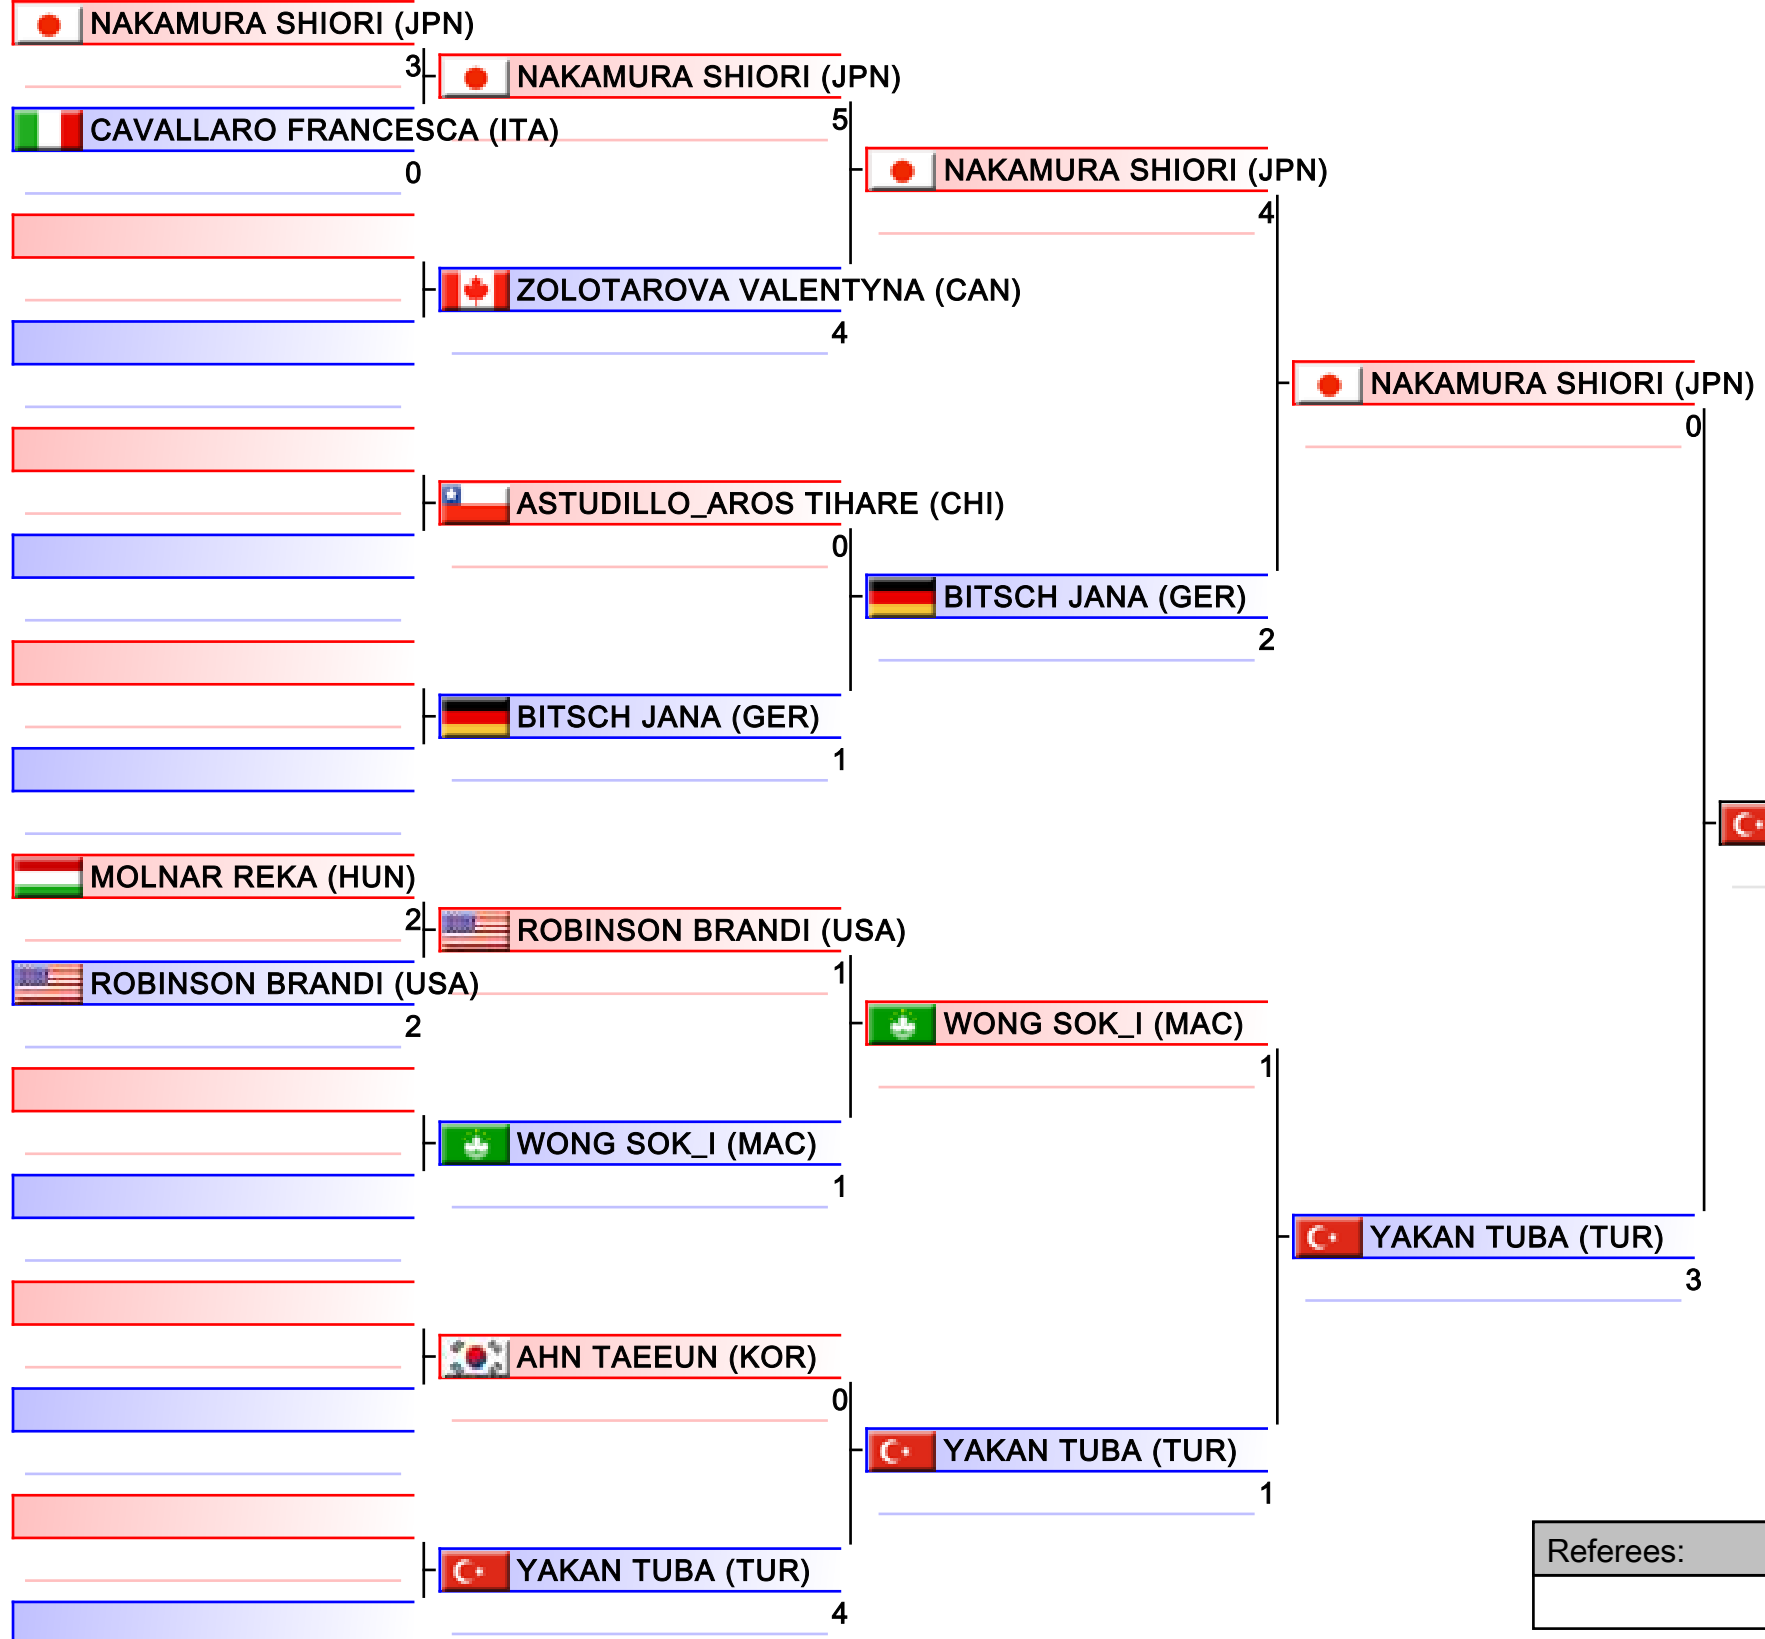 NAKAMURA SHIORI (JPN)
3
CAVALLARO FRANCESCA (ITA)
0
MOLNAR REKA (HUN)
2
ROBINSON BRANDI (USA)
2
NAKAMURA SHIORI (JPN)
5
ZOLOTAROVA VALENTYNA (CAN)
4
ASTUDILLO_AROS TIHARE (CHI)
0
BITSCH JANA (GER)
1
ROBINSON BRANDI (USA)
1
WONG SOK_I (MAC)
1
AHN TAEEUN (KOR)
0
YAKAN TUBA (TUR)
4
NAKAMURA SHIORI (JPN)
4
BITSCH JANA (GER)
2
WONG SOK_I (MAC)
1
YAKAN TUBA (TUR)
1
NAKAMURA SHIORI (JPN)
0
YAKAN TUBA (TUR)
3
Referees: